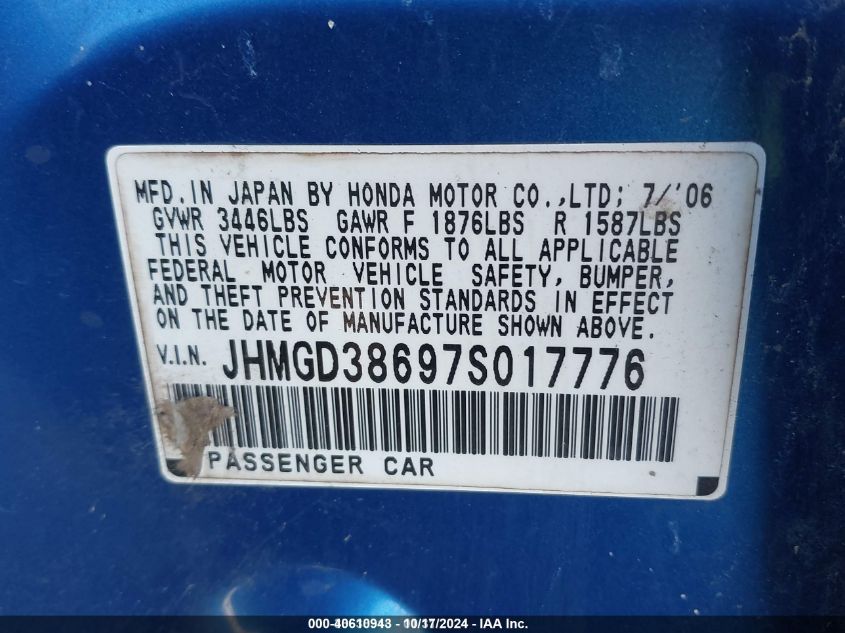 MFD.IN JAPAN BY HONDA MOTOR CO.,LTD; 7/'06
GVWR 3446LBS GAWR F 1876LBS R 1587LBS
THIS VEHICLE CONFORMS TO ALL APPLICABLE
FEDERAL MOTOR VEHICLE SAFETY, BUMPER,
AND THEFT PREVENTION STANDARDS IN EFFECT
ON THE DATE OF MANUFACTURE SHOWN ABOVE.
V.I.N. JHMGD38697S017776
PASSENGER CAR
000-40610943 - 10/17/2024 - IAAI.COM